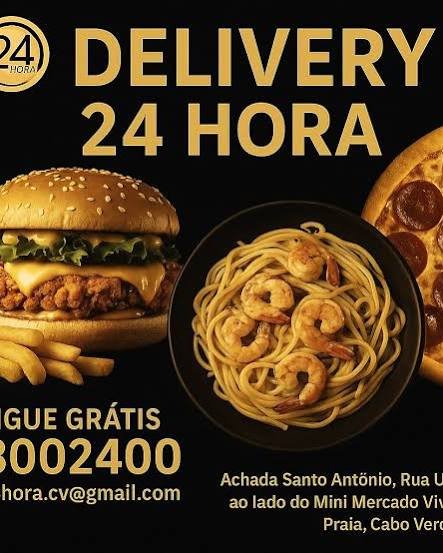 24
HORA
DELIVERY
24 HORA
IGUE GRÁTIS
8002400
hora.cv@gmail.com
Achada Santo Antônio, Rua U
ao lado do Mini Mercado Viv
Praia, Cabo Verd